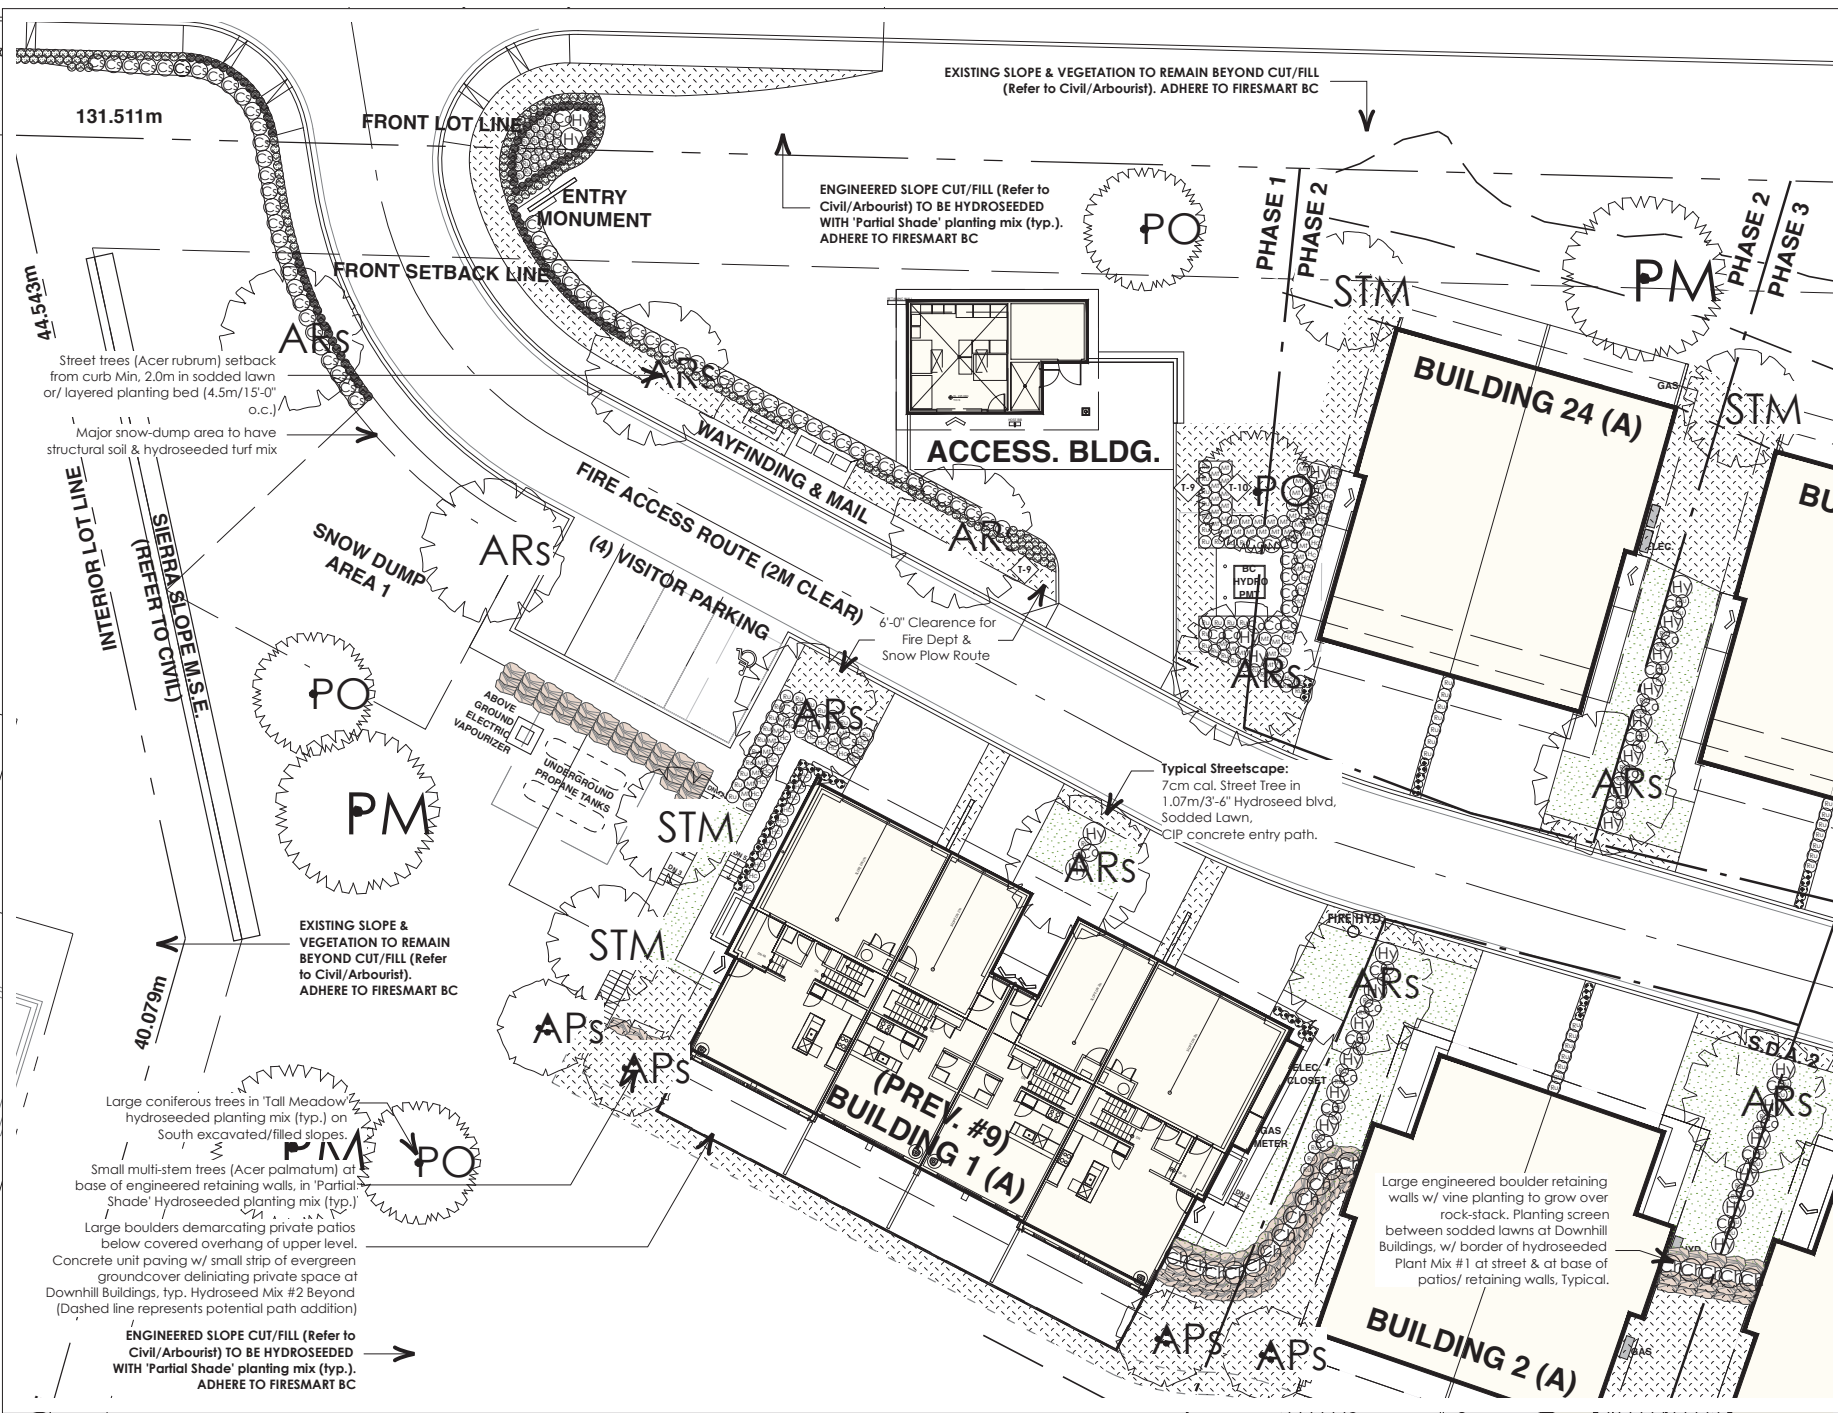 EXISTING SLOPE & VEGETATION TO REMAIN BEYOND CUT/FILL
(Refer to Civil/Arbourist). ADHERE TO FIRESMART BC
131.511m
FRONT LOT LINE
ENTRY
MONUMENT
ENGINEERED SLOPE CUT/FILL (Refer to
Civil/Arbourist) TO BE HYDROSEEDED
WITH 'Partial Shade' planting mix (typ.).
ADHERE TO FIRESMART BC
PO
PHASE 1
PHASE 2
PHASE 2
PHASE 3
FRONT SETBACK LINE
STM
PM
44.543m
ARs
Street trees (Acer rubrum) setback
from curb Min, 2.0m in sodded lawn
or/ layered planting bed (4.5m/15'-0"
o.c.)
ARs
BUILDING 24 (A)
GAS
STM
Major snow-dump area to have
structural soil & hydroseeded turf mix
WAYFINDING & MAIL
ACCESS. BLDG.
INTERIOR LOT LINE
SIERRA SLOPE M.S.E.
(REFER TO CIVIL)
SNOW DUMP
AREA 1
ARs
FIRE ACCESS ROUTE (2M CLEAR)
(4) VISITOR PARKING
T-9
T-9
T-10
PO
BC
HYDRO
PMT
6'-0" Clearence for
Fire Dept &
Snow Plow Route
ARs
PO
ABOVE
GROUND
ELECTRIC
VAPOURIZER
UNDERGROUND
PROPANE TANKS
ARs
PM
STM
Typical Streetscape:
7cm cal. Street Tree in
1.07m/3'-6" Hydroseed blvd,
Sodded Lawn,
CIP concrete entry path.
ARs
ARs
Hy
EXISTING SLOPE &
VEGETATION TO REMAIN
BEYOND CUT/FILL (Refer
to Civil/Arbourist).
ADHERE TO FIRESMART BC
STM
FIRE HYD.
ARs
40.079m
APs
APs
(PREV. #9)
BUILDING 1 (A)
ELEC.
CLOSET
GAS
METER
S.D.A. 2
ARs
Large coniferous trees in 'Tall Meadow'
hydroseeded planting mix (typ.) on
South excavated/filled slopes.
PM
PO
Small multi-stem trees (Acer palmatum) at
base of engineered retaining walls, in 'Partial
Shade' Hydroseeded planting mix (typ.)
Large boulders demarcating private patios
below covered overhang of upper level.
Concrete unit paving w/ small strip of evergreen
groundcover deliniating private space at
Downhill Buildings, typ. Hydroseed Mix #2 Beyond
(Dashed line represents potential path addition)
Large engineered boulder retaining
walls w/ vine planting to grow over
rock-stack. Planting screen
between sodded lawns at Downhill
Buildings, w/ border of hydroseeded
Plant Mix #1 at street & at base of
patios/ retaining walls, Typical.
ENGINEERED SLOPE CUT/FILL (Refer to
Civil/Arbourist) TO BE HYDROSEEDED
WITH 'Partial Shade' planting mix (typ.).
ADHERE TO FIRESMART BC
APs
APs
BUILDING 2 (A)
GAS